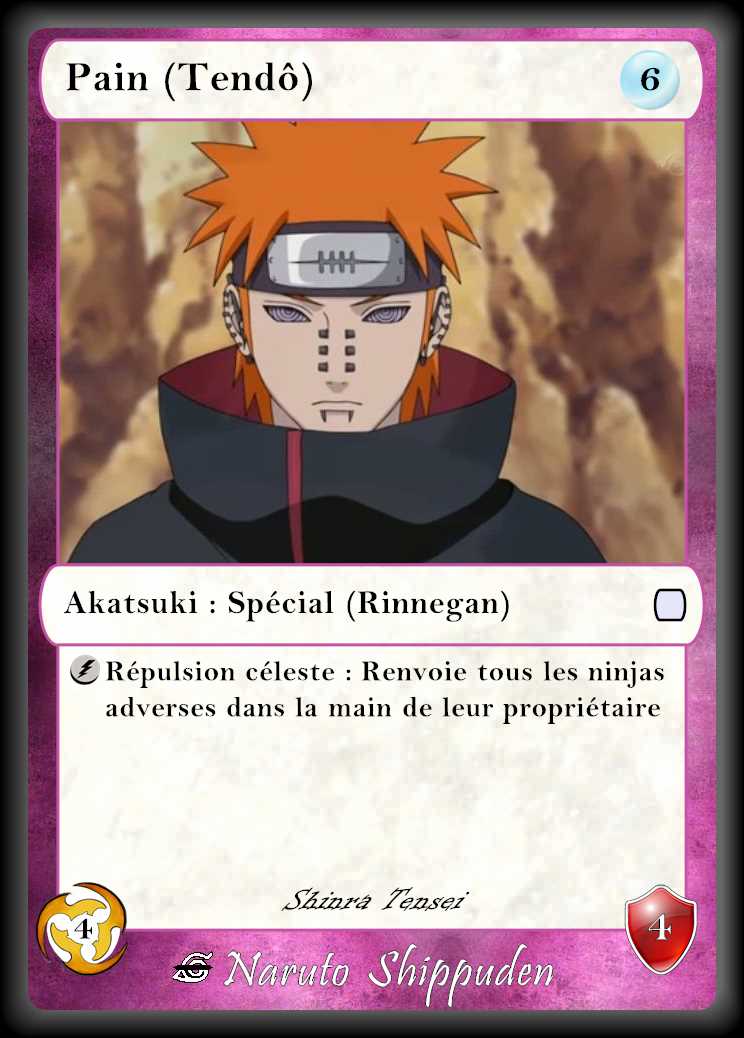 Pain (Tendô)
6
Akatsuki : Spécial (Rinnegan)
Répulsion céleste : Renvoie tous les ninjas
adverses dans la main de leur propriétaire
Shinra Tensei
4
4
Naruto Shippuden